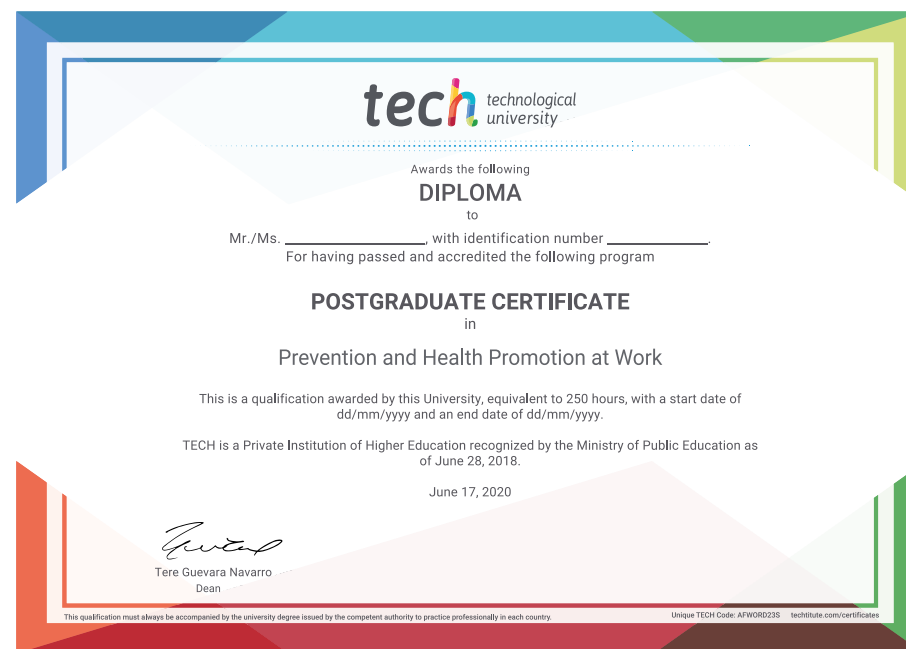 tech technological
university
Awards the following
DIPLOMA
to
Mr./Ms. ____________________, with identification number ______________.
For having passed and accredited the following program
POSTGRADUATE CERTIFICATE
in
Prevention and Health Promotion at Work
This is a qualification awarded by this University, equivalent to 250 hours, with a start date of
dd/mm/yyyy and an end date of dd/mm/yyyy.
TECH is a Private Institution of Higher Education recognized by the Ministry of Public Education as
of June 28, 2018.
June 17, 2020
Tere Guevara Navarro
Dean
This qualification must always be accompanied by the university degree issued by the competent authority to practice professionally in each country.
Unique TECH Code: AFWORD23S techtitute.com/certificates